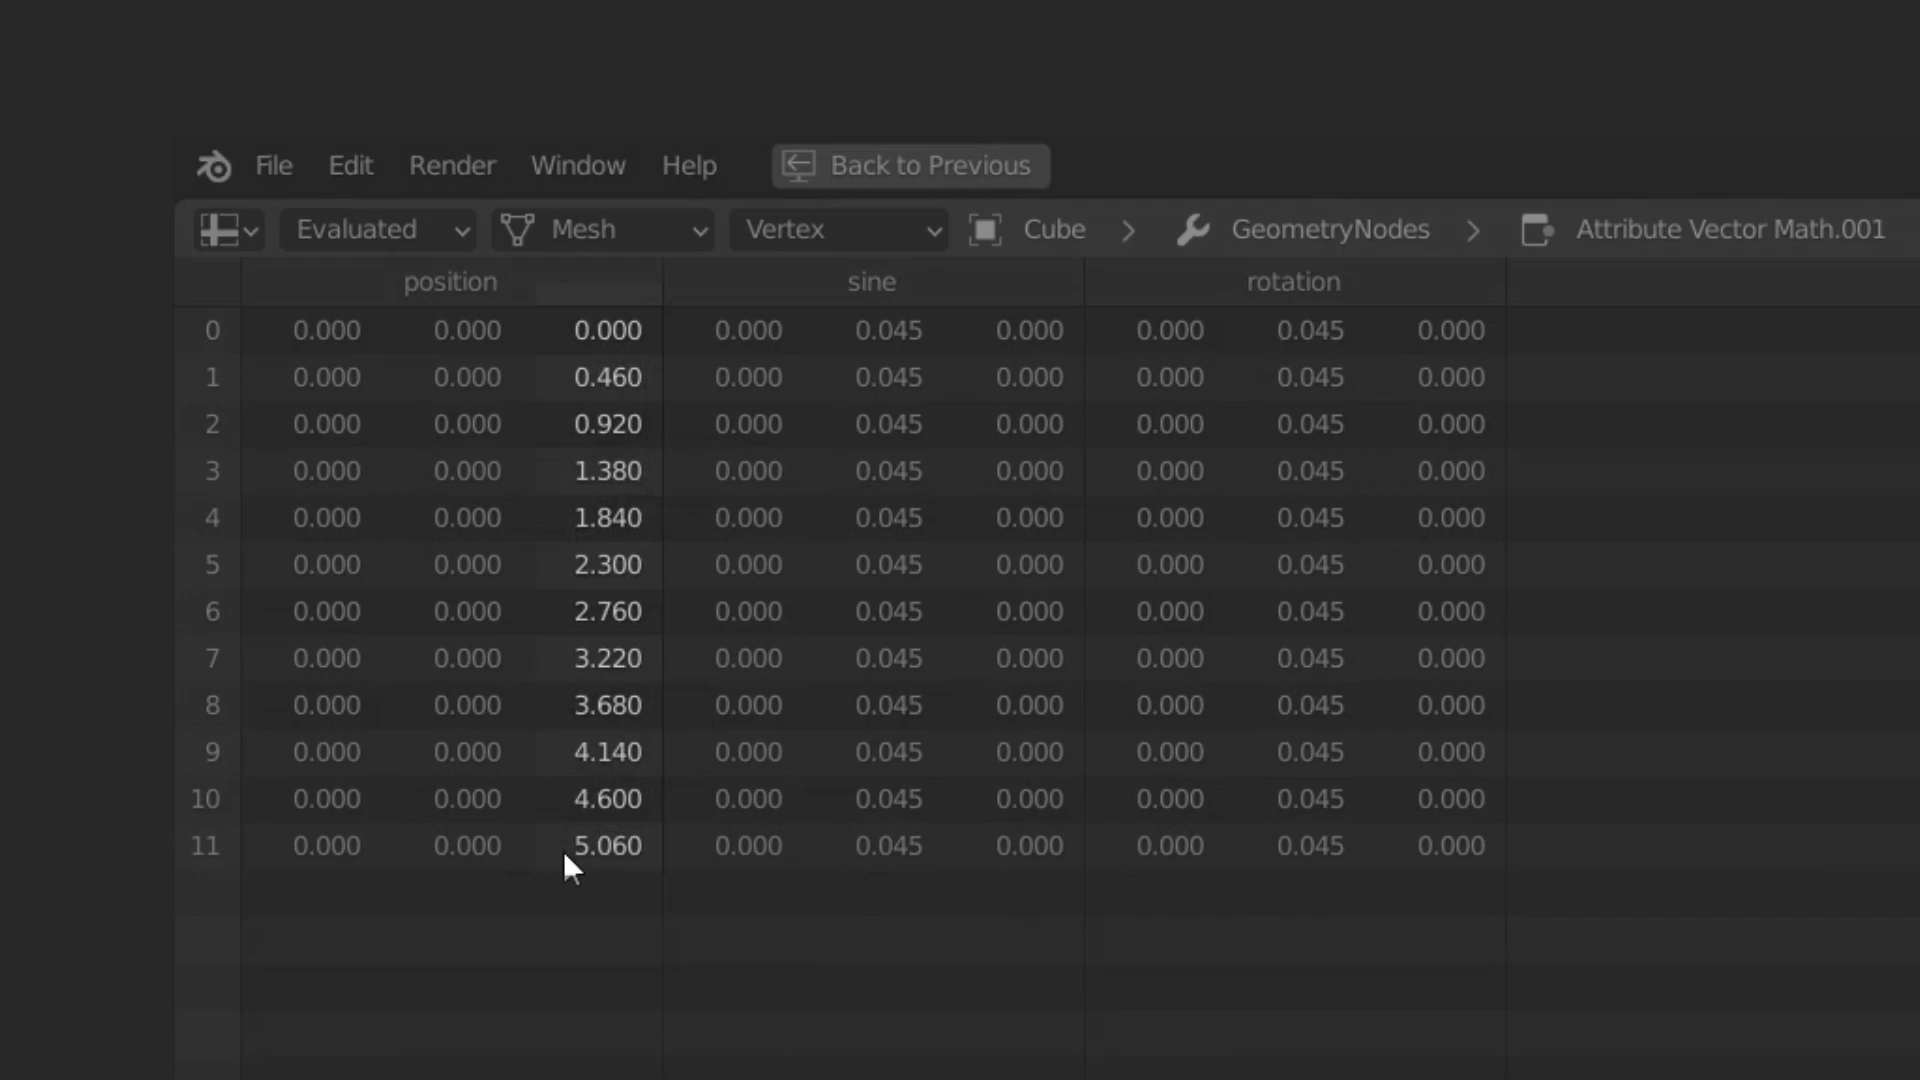 File Edit Render Window Help Back to Previous
Evaluated Mesh Vertex Cube GeometryNodes Attribute Vector Math.001
position sine rotation
0 0.000 0.000 0.000 0.000 0.045 0.000 0.000 0.045 0.000
1 0.000 0.000 0.460 0.000 0.045 0.000 0.000 0.045 0.000
2 0.000 0.000 0.920 0.000 0.045 0.000 0.000 0.045 0.000
3 0.000 0.000 1.380 0.000 0.045 0.000 0.000 0.045 0.000
4 0.000 0.000 1.840 0.000 0.045 0.000 0.000 0.045 0.000
5 0.000 0.000 2.300 0.000 0.045 0.000 0.000 0.045 0.000
6 0.000 0.000 2.760 0.000 0.045 0.000 0.000 0.045 0.000
7 0.000 0.000 3.220 0.000 0.045 0.000 0.000 0.045 0.000
8 0.000 0.000 3.680 0.000 0.045 0.000 0.000 0.045 0.000
9 0.000 0.000 4.140 0.000 0.045 0.000 0.000 0.045 0.000
10 0.000 0.000 4.600 0.000 0.045 0.000 0.000 0.045 0.000
11 0.000 0.000 5.060 0.000 0.045 0.000 0.000 0.045 0.000